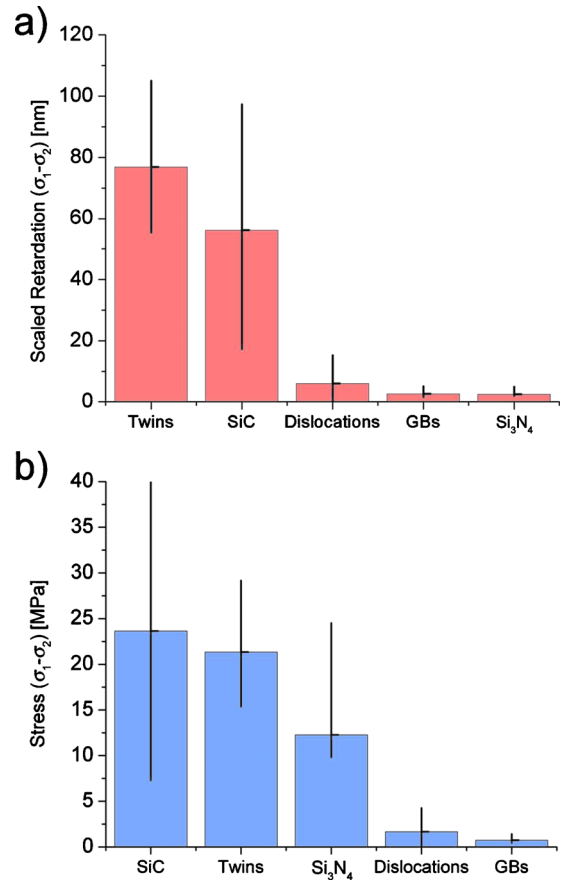 a)
Scaled Retardation (σ₁-σ₂) [nm]
120
100
80
60
40
20
0
Twins SiC Dislocations GBs Si₃N₄
b)
Stress (σ₁-σ₂) [MPa]
40
35
30
25
20
15
10
5
0
SiC Twins Si₃N₄ Dislocations GBs